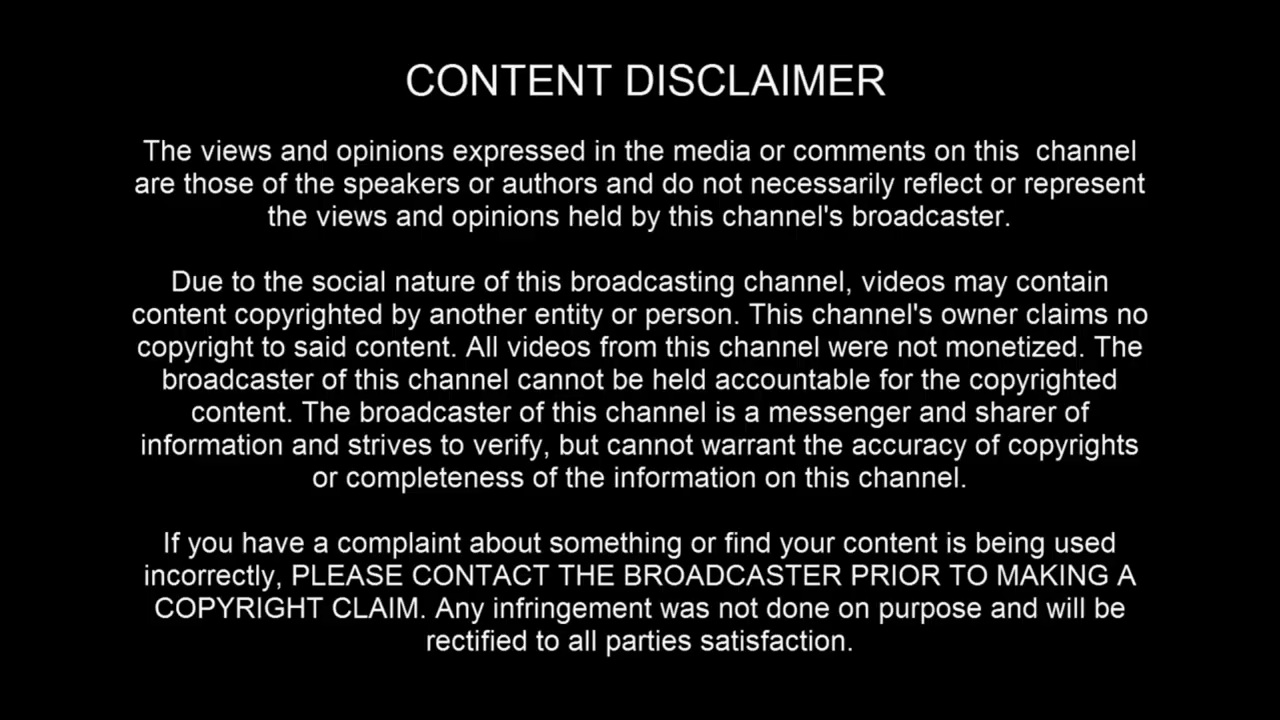 CONTENT DISCLAIMER
The views and opinions expressed in the media or comments on this  channel
are those of the speakers or authors and do not necessarily reflect or represent
the views and opinions held by this channel's broadcaster.
Due to the social nature of this broadcasting channel, videos may contain
content copyrighted by another entity or person. This channel's owner claims no
copyright to said content. All videos from this channel were not monetized. The
broadcaster of this channel cannot be held accountable for the copyrighted
content. The broadcaster of this channel is a messenger and sharer of
information and strives to verify, but cannot warrant the accuracy of copyrights
or completeness of the information on this channel.
If you have a complaint about something or find your content is being used
incorrectly, PLEASE CONTACT THE BROADCASTER PRIOR TO MAKING A
COPYRIGHT CLAIM. Any infringement was not done on purpose and will be
rectified to all parties satisfaction.